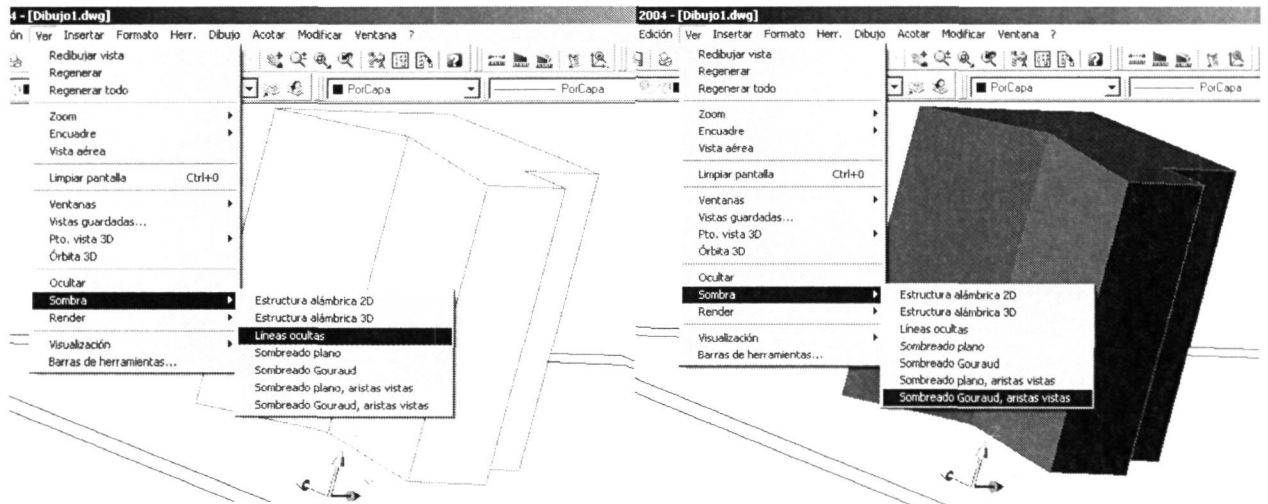 4 - [Dibujo1.dwg]
ón Ver Insertar Formato Herr. Dibujo Acotar Modificar Ventana ?
Redibujar vista
Regenerar
Regenerar todo
PorCapa
PorCapa
Zoom
Encuadre
Vista aérea
Limpiar pantalla Ctrl+0
Ventanas
Vistas guardadas...
Pto. vista 3D
Órbita 3D
Ocultar
Sombra
Render
Visualización
Barras de herramientas...
Estructura alámbrica 2D
Estructura alámbrica 3D
Líneas ocultas
Sombreado plano
Sombreado Gouraud
Sombreado plano, aristas vistas
Sombreado Gouraud, aristas vistas
2004 - [Dibujo1.dwg]
Edición Ver Insertar Formato Herr. Dibujo Acotar Modificar Ventana ?
Redibujar vista
Regenerar
Regenerar todo
PorCapa
PorCapa
Zoom
Encuadre
Vista aérea
Limpiar pantalla Ctrl+0
Ventanas
Vistas guardadas...
Pto. vista 3D
Órbita 3D
Ocultar
Sombra
Render
Visualización
Barras de herramientas...
Estructura alámbrica 2D
Estructura alámbrica 3D
Líneas ocultas
Sombreado plano
Sombreado Gouraud
Sombreado plano, aristas vistas
Sombreado Gouraud, aristas vistas